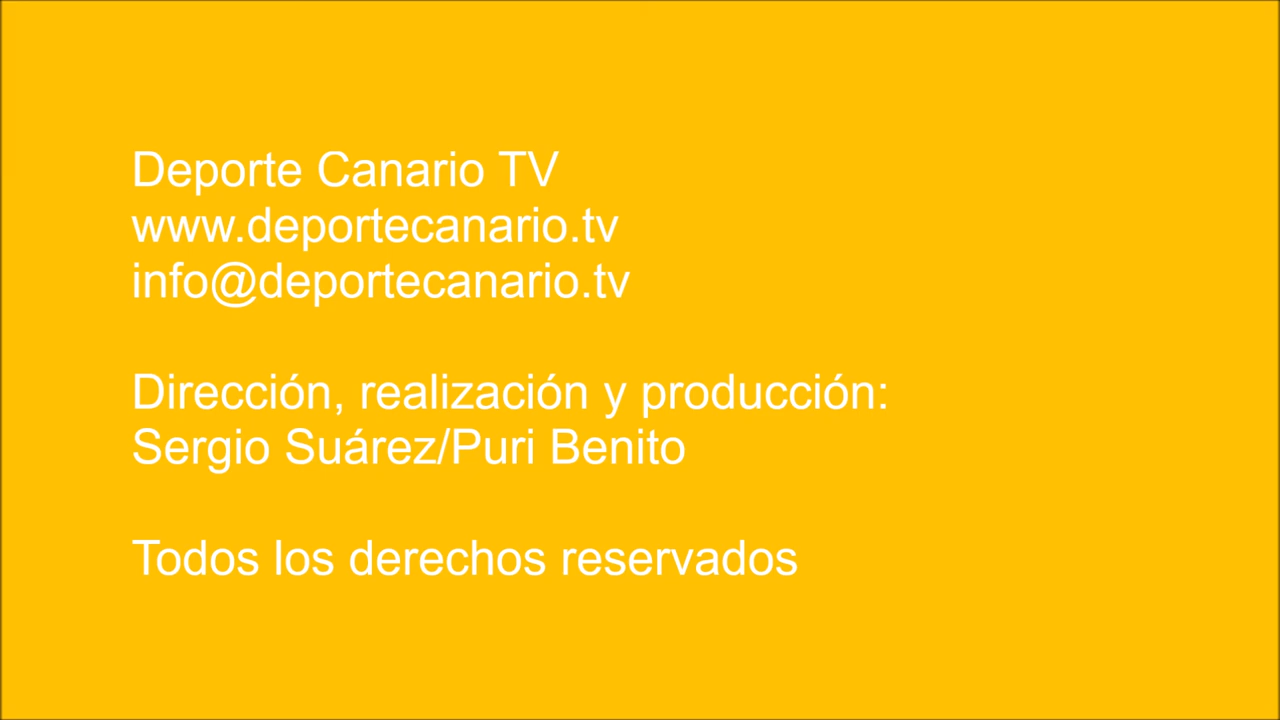 Deporte Canario TV
www.deportecanario.tv
info@deportecanario.tv
Dirección, realización y producción:
Sergio Suárez/Puri Benito
Todos los derechos reservados